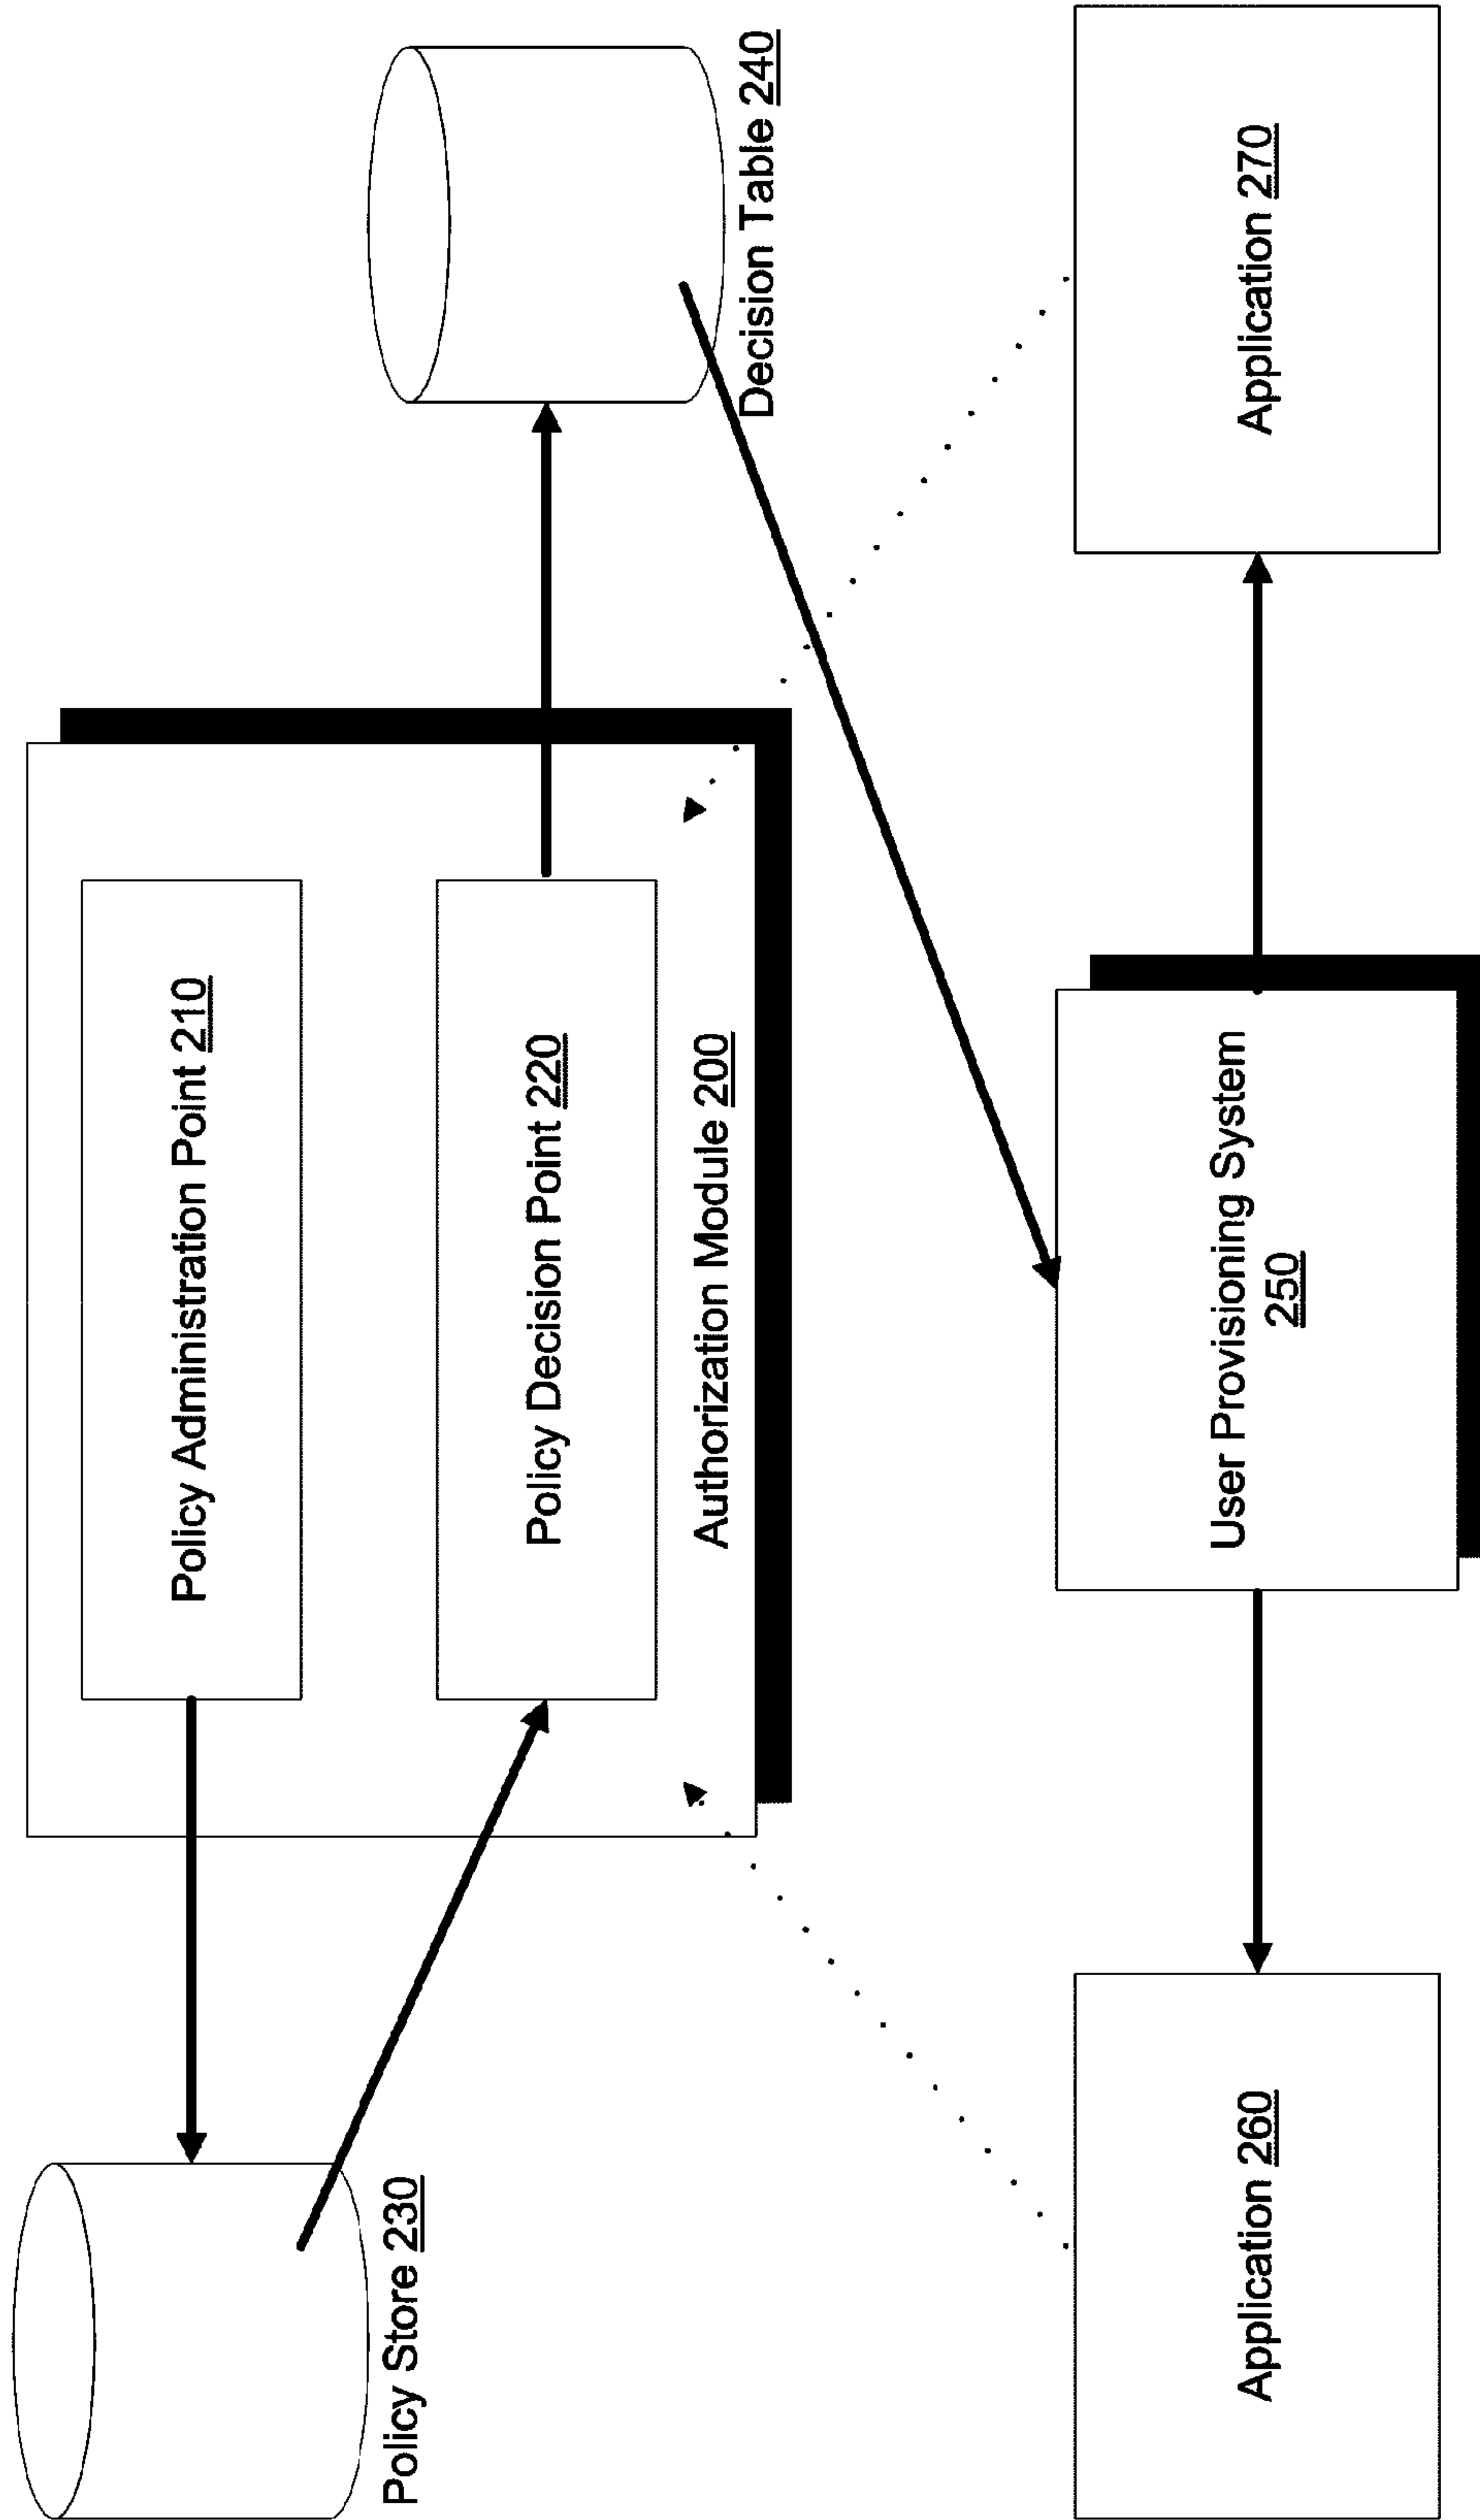 Policy Administration Point 210
Policy Store 230
Policy Decision Point 220
Authorization Module 200
Decision Table 240
Application 260
User Provisioning System
250
Application 270